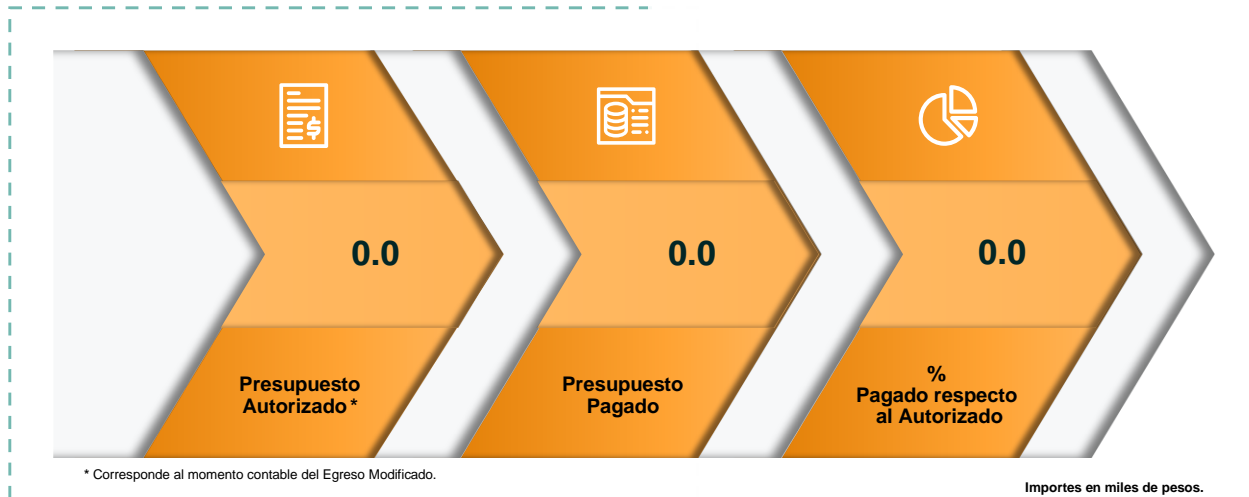 0.0
0.0
0.0
Presupuesto
Autorizado *
Presupuesto
Pagado
%
Pagado respecto
al Autorizado
* Corresponde al momento contable del Egreso Modificado.
Importes en miles de pesos.